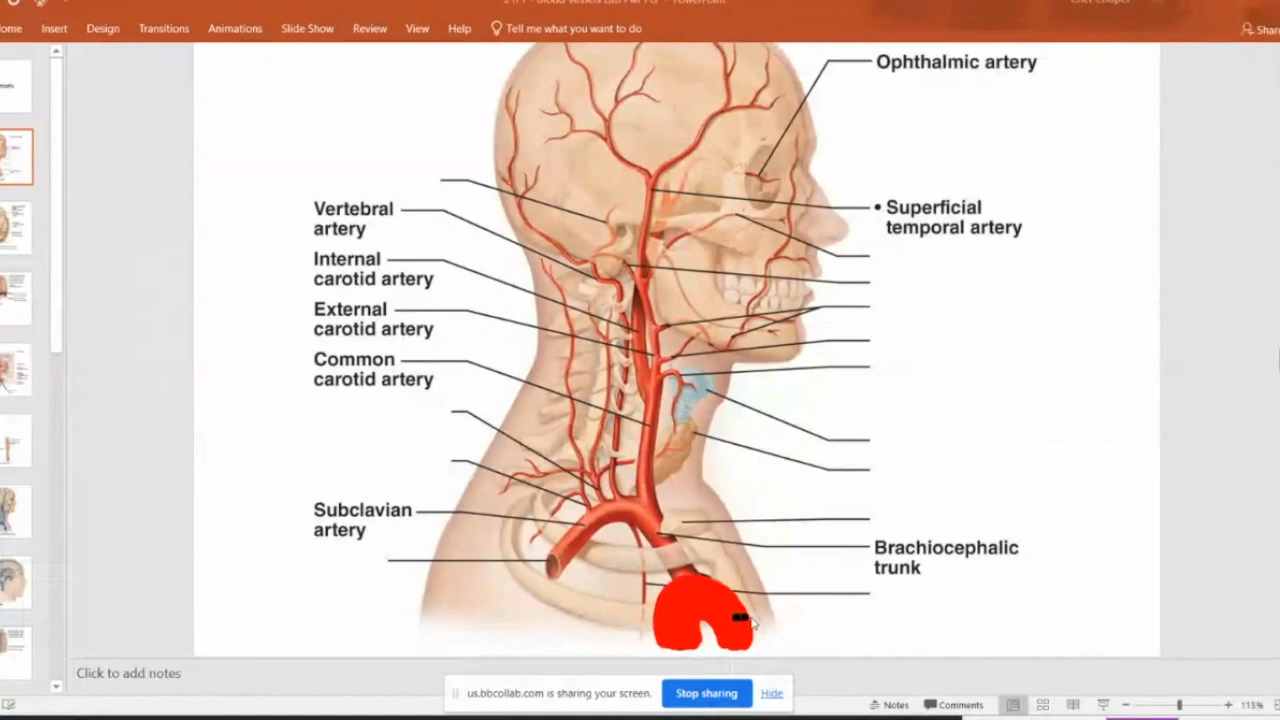 ome Insert Design Transitions Animations Slide Show Review View Help Tell me what you want to do Shar
Ophthalmic artery
Vertebral
artery
• Superficial
temporal artery
Internal
carotid artery
External
carotid artery
Common
carotid artery
Subclavian
artery
Brachiocephalic
trunk
Click to add notes
us.bbcollab.com is sharing your screen. Stop sharing Hide
Notes Comments 113%